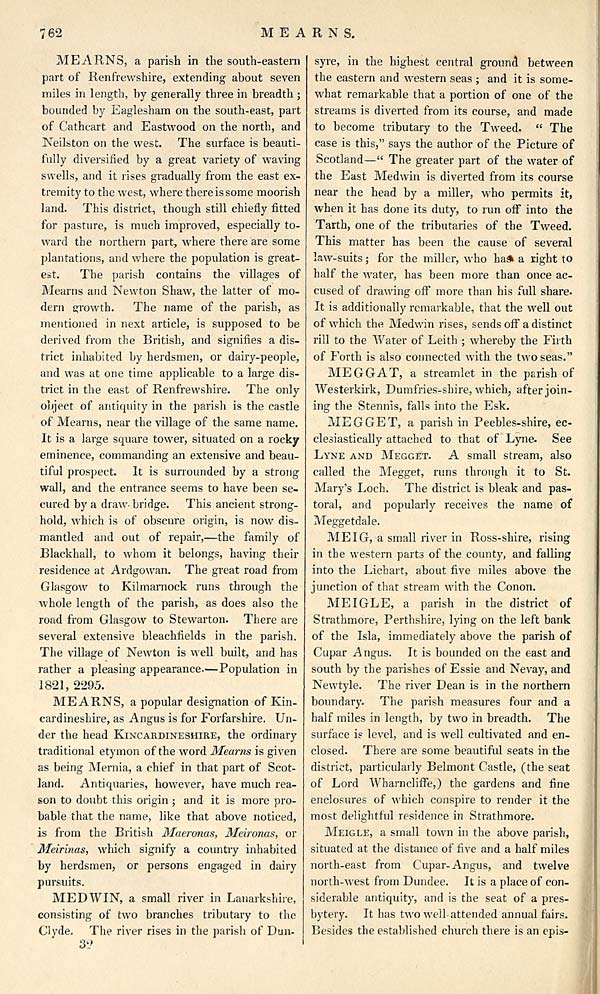 762
MEARNS.
MEARNS, a parish in the south-eastern
part of Renfrewshire, extending about seven
miles in length, by generally three in breadth ;
bounded by Eaglesham on the south-east, part
of Cathcart and Eastwood on the north, and
Neilston on the west. The surface is beauti-
fully diversified by a great variety of waving
swells, and it rises gradually from the east ex-
tremity to the west, where there is some moorish
land. This district, though still chiefly fitted
for pasture, is much improved, especially to-
ward the northern part, where there are some
plantations, and where the population is great-
est. The parish contains the villages of
Mearns and Newton Shaw, the latter of mo-
dern growth. The name of the parish, as
mentioned in next article, is supposed to be
derived from the British, and signifies a dis-
trict inhabited by herdsmen, or dairy-people,
and was at one time applicable to a large dis-
trict in the east of Renfrewshire. The only
object of antiquity in the parish is the castle
of Mearns, near the village of the same name.
It is a large square tower, situated on a rocky
eminence, commanding an extensive and beau-
tiful prospect. It is surrounded by a strong
wall, and the entrance seems to have been se-
cured by a draw-bridge. This ancient strong-
hold, which is of obscure origin, is now dis-
mantled and out of repair,—the family of
Blackhall, to whom it belongs, having their
residence at Ardgowan. The great road from
Glasgow to Kilmarnock runs through the
whole length of the parish, as does also the
road from Glasgow to Stewarton. There are
several extensive bleachfields in the parish.
The village of Newton is well built, and has
rather a pleasing appearance.—Population in
1821, 2295.
MEARNS, a popular designation of Kin-
cardineshire, as Angus is for Forfarshire. Un-
der the head KINCARDINESHIRE, the ordinary
traditional etymon of the word Mearns is given
as being Mernia, a chief in that part of Scot-
land. Antiquaries, however, have much rea-
son to doubt this origin ; and it is more pro-
bable that the name, like that above noticed,
is from the British Maeronas, Meironas, or
Meirinas, which signify a country inhabited
by herdsmen, or persons engaged in dairy
pursuits.
MEDWIN, a small river in Lanarkshire,
consisting of two branches tributary to the
Clyde. The river rises in the parish of Dun-
32
syre, in the highest central ground between
the eastern and western seas ; and it is some-
what remarkable that a portion of one of the
streams is diverted from its course, and made
to become tributary to the Tweed. “ The
case is this,” says the author of the Picture of
Scotland—“ The greater part of the water of
the East Medwin is diverted from its course
near the head by a miller, who permits it,
when it has done its duty, to run off into the
Tarth, one of the tributaries of the Tweed.
This matter has been the cause of several
law-suits ; for the miller, who has a right to
half the water, has been more than once ac-
cused of drawing off more than his full share.
It is additionally remarkable, that the well out
of which the Medwin rises, sends off a distinct
rill to the Water of Leith ; whereby the Firth
of Forth is also connected with the two seas.”
MEGGAT, a streamlet in the parish of
Westerkirk, Dumfries-shire, which, after join-
ing the Stennis, falls into the Esk.
MEGGET, a parish in Peebles-shire, ec-
clesiastically attached to that of Lyne. See
LYNE AND MEGGET. A small stream, also
called the Megget, runs through it to St.
Mary's Loch. The district is bleak and pas-
toral, and popularly receives the name of
Meggetdale.
MEIG, a small river in Ross-shire, rising
in the western parts of the county, and falling
into the Lichart, about five miles above the
junction of that stream with the Conon.
MEIGLE, a parish in the district of
Strathmore, Perthshire, lying on the left bank
of the Isla, immediately above the parish of
Cupar Angus. It is bounded on the east and
south by the parishes of Essie and Nevay, and
Newtyle. The river Dean is in the northern
boundary. The parish measures four and a
half miles in length, by two in breadth. The
surface is level, and is well cultivated and en-
closed. There are some beautiful seats in the
district, particularly Belmont Castle, (the seat
of Lord Wharncliffe,) the gardens and fine
enclosures of which conspire to render it the
most delightful residence in Strathmore.
MEIGLE, a small town in the above parish,
situated at the distance of five and a half miles
north-east from Cupar-Angus, and twelve
north-west from Dundee. It is a place of con-
siderable antiquity, and is the seat of a pres-
bytery. It has two well-attended annual fairs.
Besides the established church there is an epis-